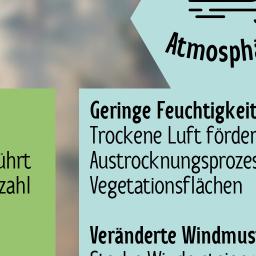 Atmosphä
Geringe Feuchtigkeit
Trockene Luft förder
Austrocknungsprozes
Vegetationsflächen
ührt
zahl
Veränderte Windmus